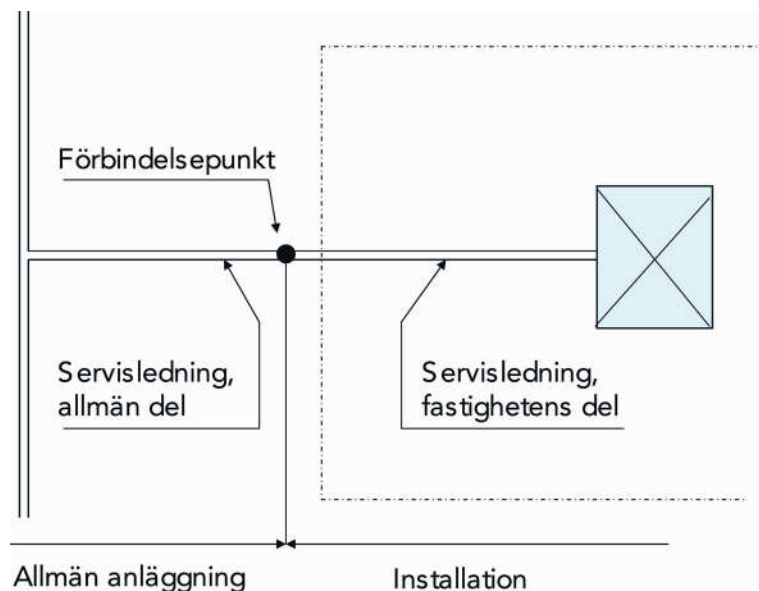 Förbindelsepunkt
Servisledning,
allmän del
Servisledning,
fastighetens del
Allmän anläggning
Installation